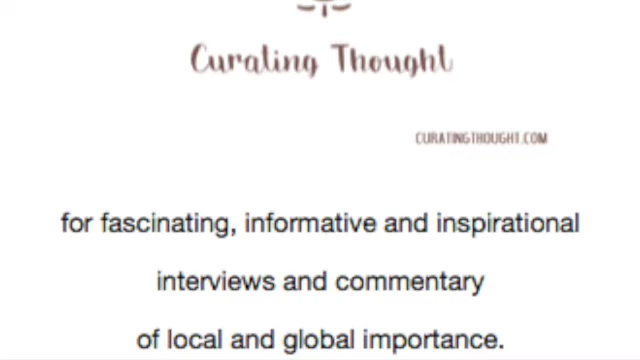 Curating Thought
CURATINGTHOUGHT.COM
for fascinating, informative and inspirational
interviews and commentary
of local and global importance.